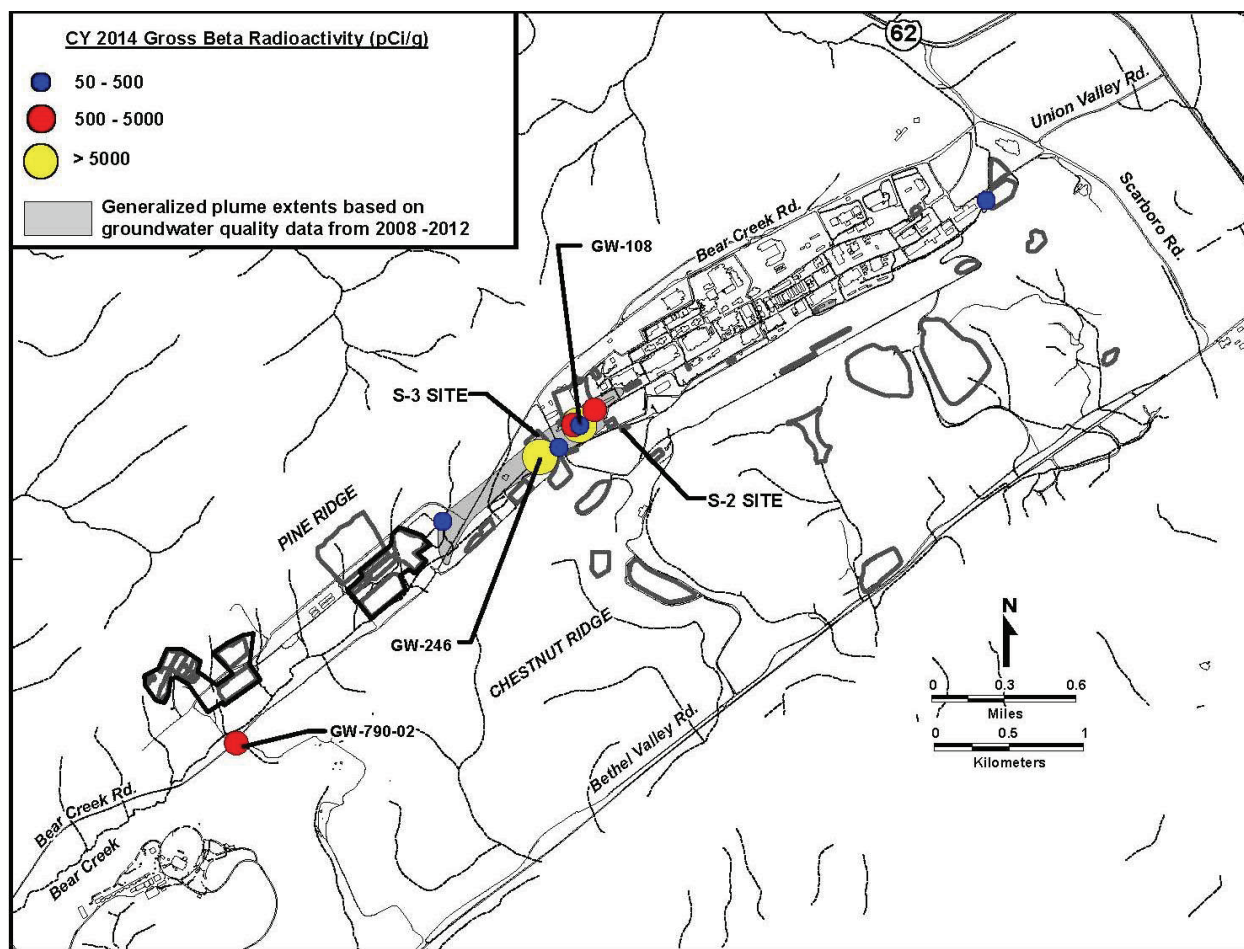 CY 2014 Gross Beta Radioactivity (pCi/g)
50 - 500
500 - 5000
> 5000
Generalized plume extents based on
groundwater quality data from 2008 -2012
62
Union Valley Rd.
Scarboro Rd.
Bear Creek Rd.
GW-108
S-3 SITE
S-2 SITE
PINE RIDGE
GW-246
CHESTNUT RIDGE
GW-790-02
Bethel Valley Rd.
Bear Creek Rd.
Bear Creek
N
0 0.3 0.6
Miles
0 0.5 1
Kilometers